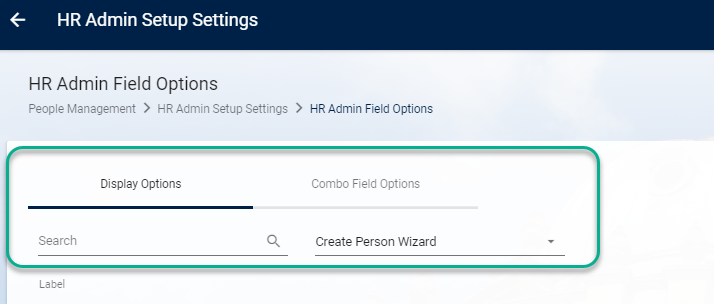 HR Admin Setup Settings
HR Admin Field Options
People Management > HR Admin Setup Settings > HR Admin Field Options
Display Options Combo Field Options
Search Create Person Wizard
Label